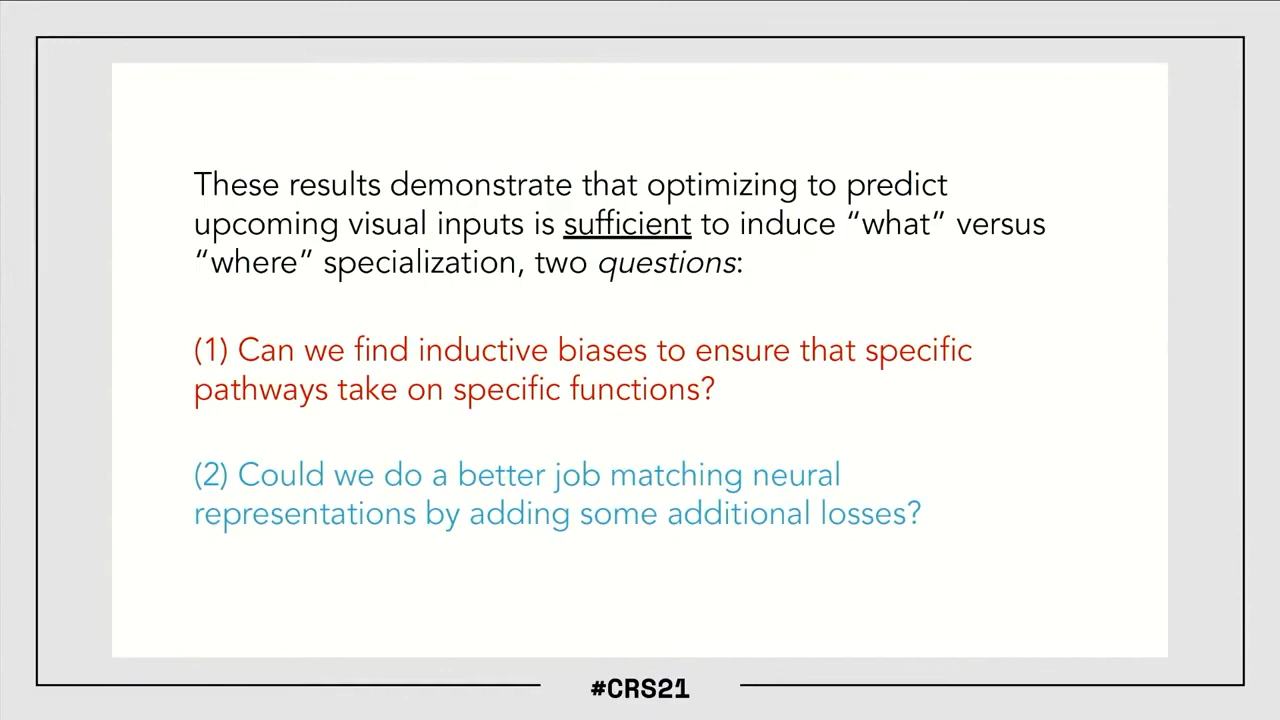 These results demonstrate that optimizing to predict
upcoming visual inputs is sufficient to induce “what” versus
“where” specialization, two questions:
(1) Can we find inductive biases to ensure that specific
pathways take on specific functions?
(2) Could we do a better job matching neural
representations by adding some additional losses?
#CRS21